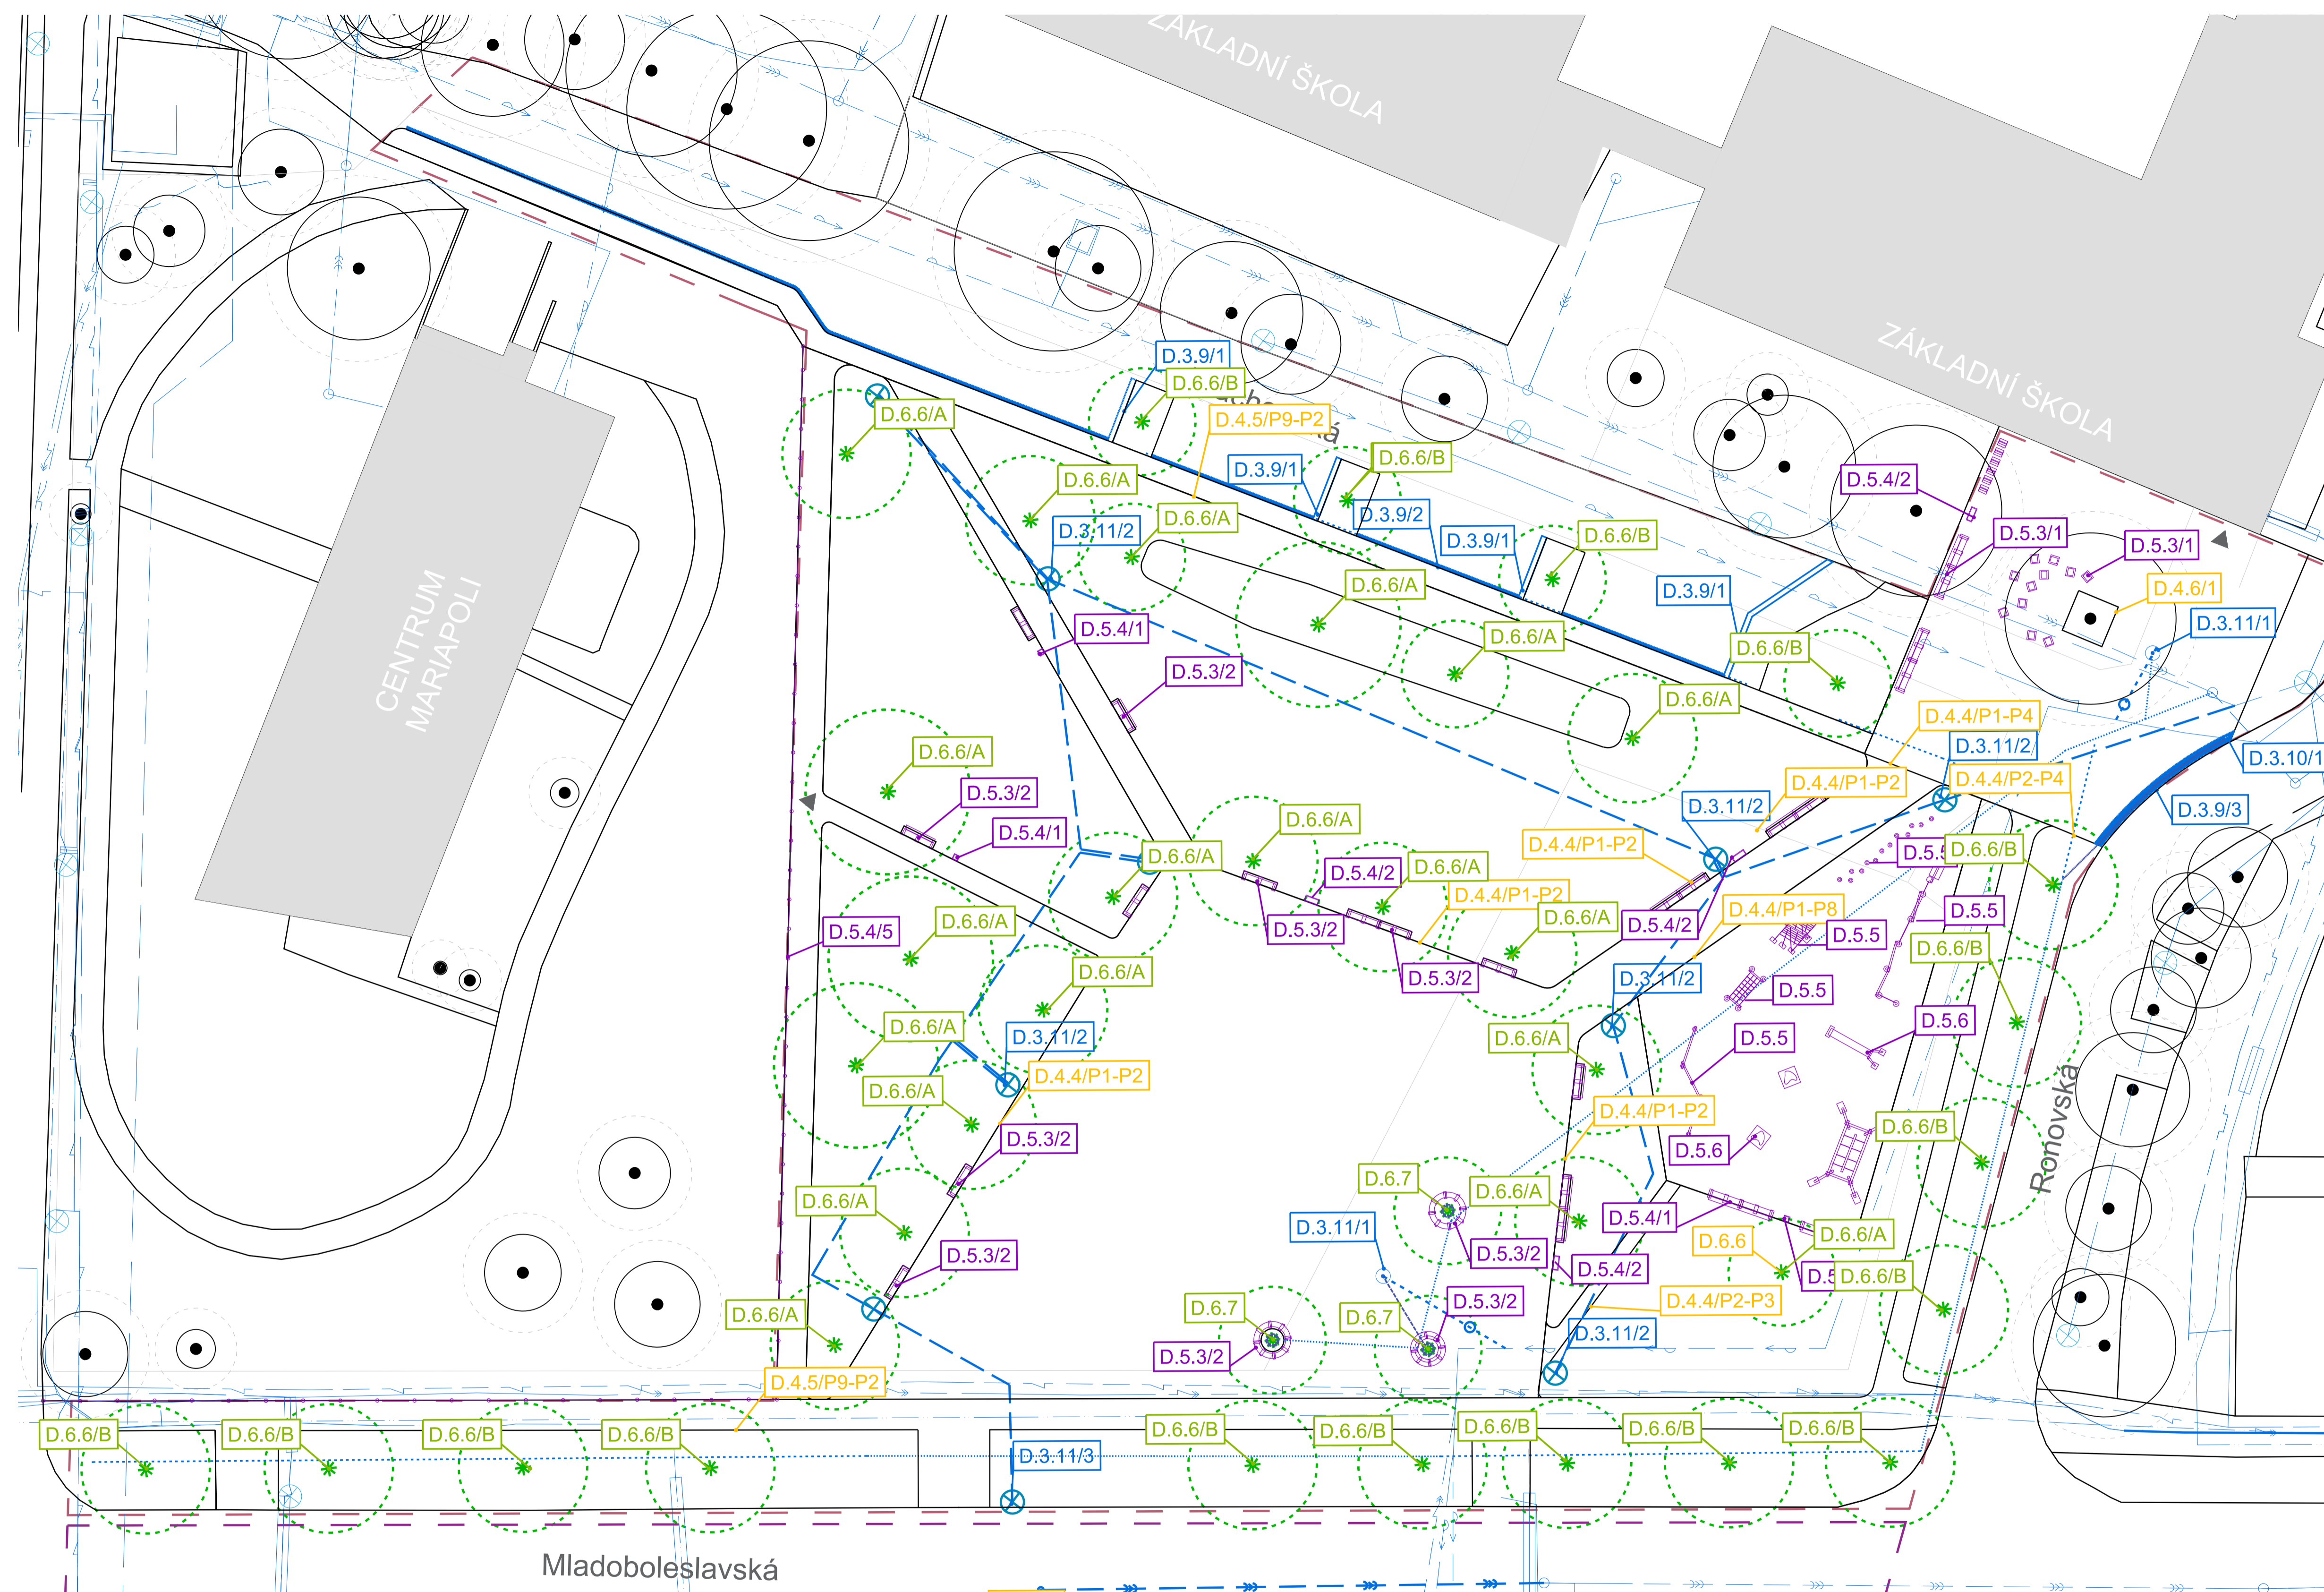 ZÁKLADNÍ ŠKOLA
ZÁKLADNÍ ŠKOLA
D.3.9/1
D.6.6/B
D.6.6/A
D.4.5/P9-P2
D.6.6/B
D.3.9/1
D.6.6/A
D.5.4/2
D.3.9/2
D.6.6/A
D.3.11/2
D.3.9/1
D.6.6/B
D.5.3/1
D.5.3/1
D.6.6/A
D.3.9/1
D.4.6/1
D.5.4/1
D.6.6/A
D.3.11/1
CENTRUM
MARIAPOLI
D.5.3/2
D.6.6/B
D.6.6/A
D.4.4/P1-P4
D.6.6/A
D.3.11/2
D.3.10/1
D.5.3/2
D.4.4/P1-P2
D.4.4/P2-P4
D.3.11/2
D.3.9/3
D.5.4/1
D.6.6/A
D.4.4/P1-P2
D.6.6/A
D.6.6/B
D.5.4/2
D.6.6/A
D.4.4/P1-P2
D.4.4/P1-P8
D.5.5
D.6.6/A
D.6.6/A
D.5.4/5
D.5.3/2
D.5.4/2
D.5.5
D.6.6/B
D.6.6/A
D.5.3/2
D.3.11/2
D.5.5
D.6.6/A
D.3.11/2
D.6.6/A
D.5.5
D.5.6
D.4.4/P1-P2
D.6.6/A
D.4.4/P1-P2
Ronovská
D.5.3/2
D.5.6
D.6.6/B
D.6.6/A
D.6.7
D.6.6/A
D.5.4/1
D.3.11/1
D.6.6
D.6.6/A
D.5.3/2
D.5.3/2
D.5.4/2
D.6.6/B
D.6.6/A
D.6.7
D.6.7
D.5.3/2
D.4.4/P2-P3
D.5.3/2
D.3.11/2
D.4.5/P9-P2
D.6.6/B
D.6.6/B
D.6.6/B
D.6.6/B
D.6.6/B
D.6.6/B
D.6.6/B
D.6.6/B
D.6.6/B
D.3.11/3
Mladoboleslavská